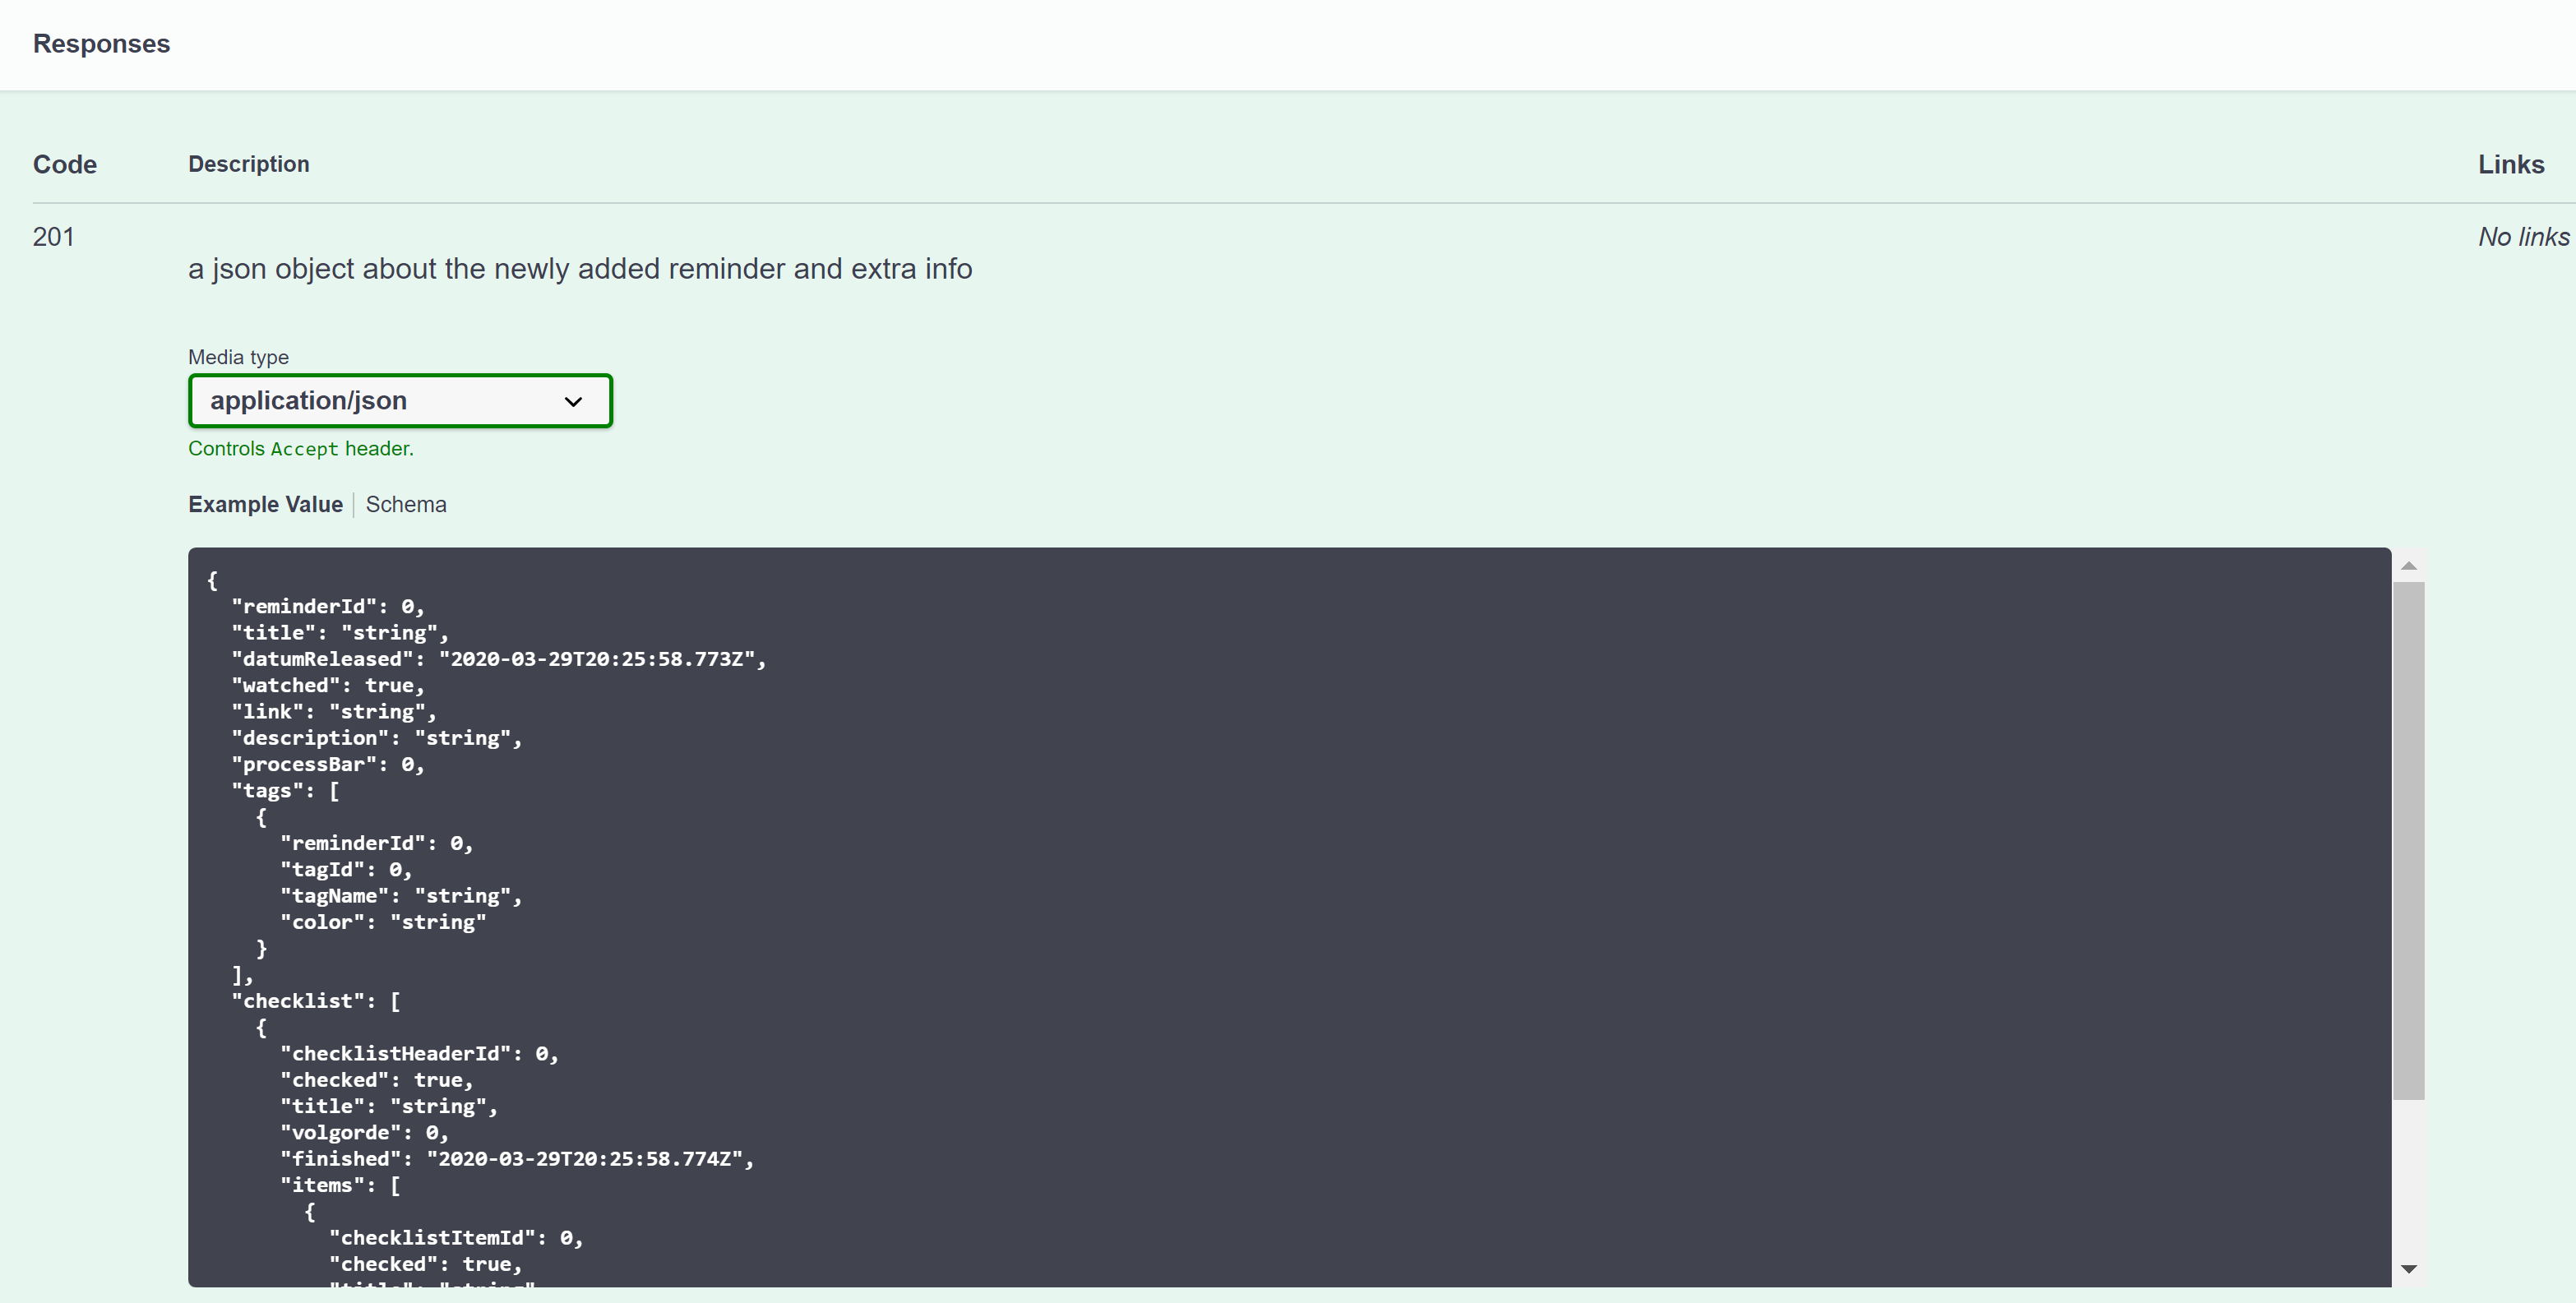 Responses
Code Description Links
201 No links
a json object about the newly added reminder and extra info
Media type
application/json
Controls Accept header.
Example Value Schema
{
  "reminderId": 0,
  "title": "string",
  "datumReleased": "2020-03-29T20:25:58.773Z",
  "watched": true,
  "link": "string",
  "description": "string",
  "processBar": 0,
  "tags": [
    {
      "reminderId": 0,
      "tagId": 0,
      "tagName": "string",
      "color": "string"
    }
  ],
  "checklist": [
    {
      "checklistHeaderId": 0,
      "checked": true,
      "title": "string",
      "volgorde": 0,
      "finished": "2020-03-29T20:25:58.774Z",
      "items": [
        {
          "checklistItemId": 0,
          "checked": true,